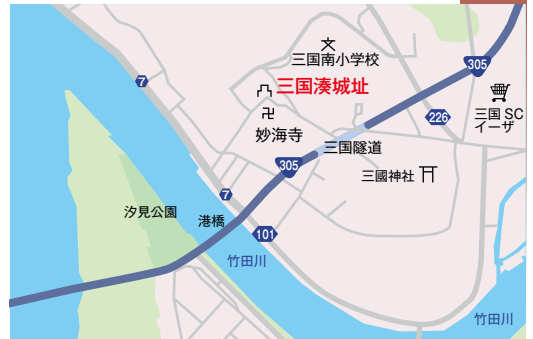 三国南小学校
305
7
三国湊城址
三国 SC
イーザ
226
妙海寺
三国隧道
305
三國神社
7
汐見公園
港橋
101
竹田川
竹田川